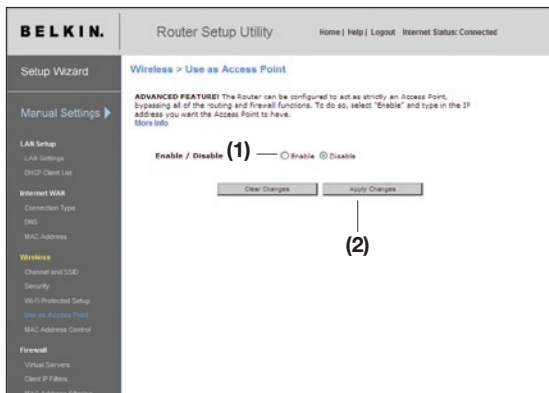 BELKIN.
Router Setup Utility
Home | Help | Logout Internet Status: Connected
Setup Wizard
Manual Settings
LAN Setup
LAN Settings
DHCP Client List
Internet WAN
Connection Type
DNS
MAC Address
Wireless
Channel and SSID
Security
Wi-Fi Protected Setup
Use as Access Point
MAC Address Control
Firewall
Virtual Servers
Client IP Filters
MAC Address Filtering
Wireless > Use as Access Point
ADVANCED FEATURE! The Router can be configured to act as strictly an Access Point,
bypassing all of the routing and firewall functions. To do so, select "Enable" and type in the IP
address you want the Access Point to have.
More Info
Enable / Disable (1) Enable Disable
Clear Changes Apply Changes
(2)